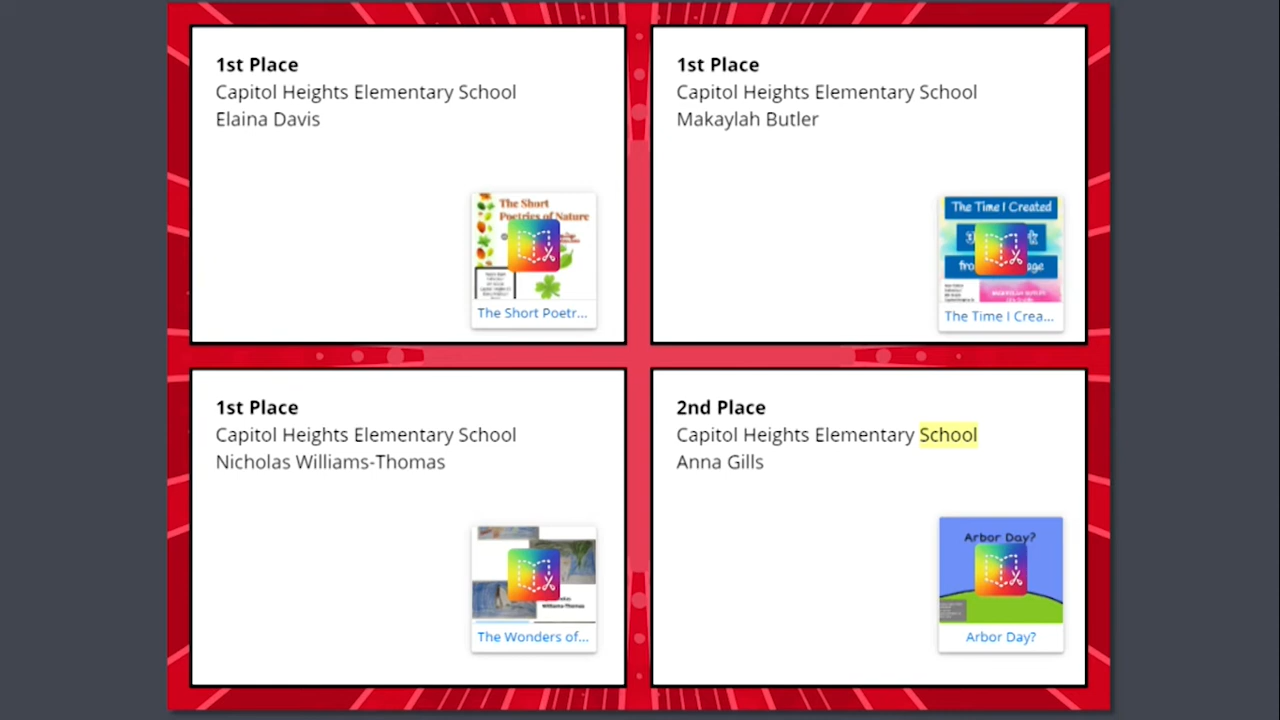 1st Place
Capitol Heights Elementary School
Elaina Davis
The Short
Poetries of Nature
The Short Poetr...
1st Place
Capitol Heights Elementary School
Makaylah Butler
The Time I Created
The Time I Crea...
1st Place
Capitol Heights Elementary School
Nicholas Williams-Thomas
Williams-Thomas
The Wonders of...
2nd Place
Capitol Heights Elementary School
Anna Gills
Arbor Day?
Arbor Day?